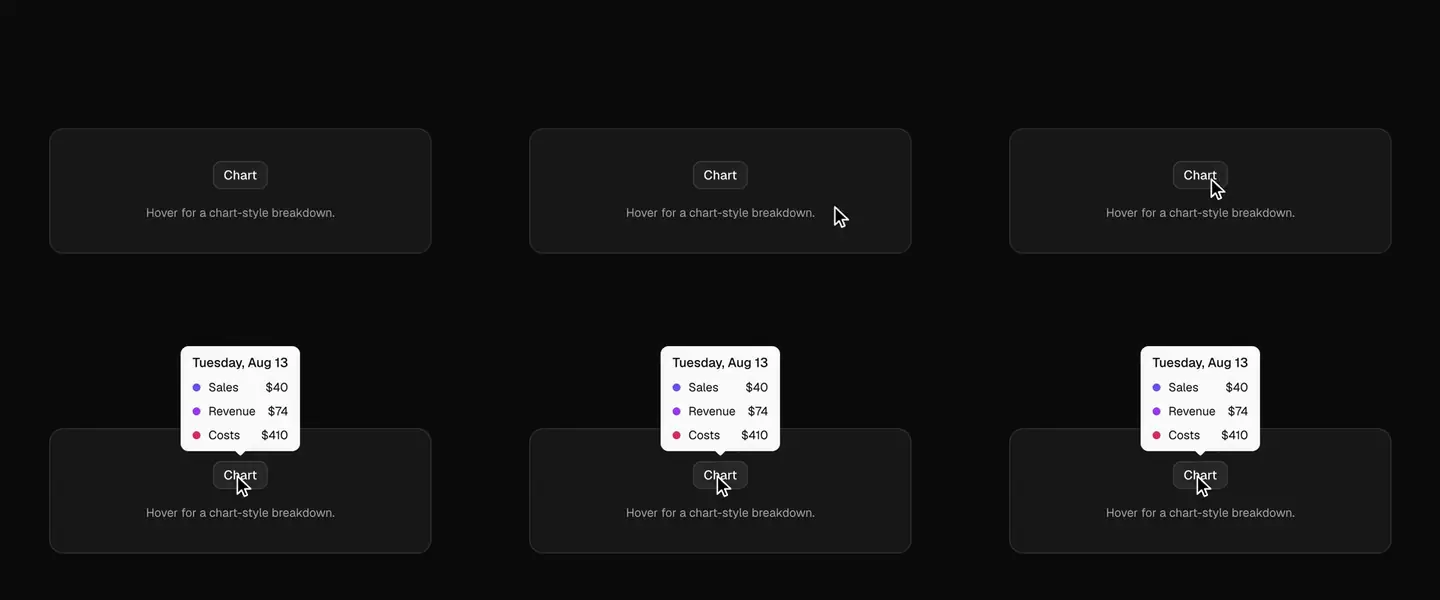 Chart
Hover for a chart-style breakdown.
Chart
Hover for a chart-style breakdown.
Chart
Hover for a chart-style breakdown.
Tuesday, Aug 13
Sales $40
Revenue $74
Costs $410
Chart
Hover for a chart-style breakdown.
Tuesday, Aug 13
Sales $40
Revenue $74
Costs $410
Chart
Hover for a chart-style breakdown.
Tuesday, Aug 13
Sales $40
Revenue $74
Costs $410
Chart
Hover for a chart-style breakdown.